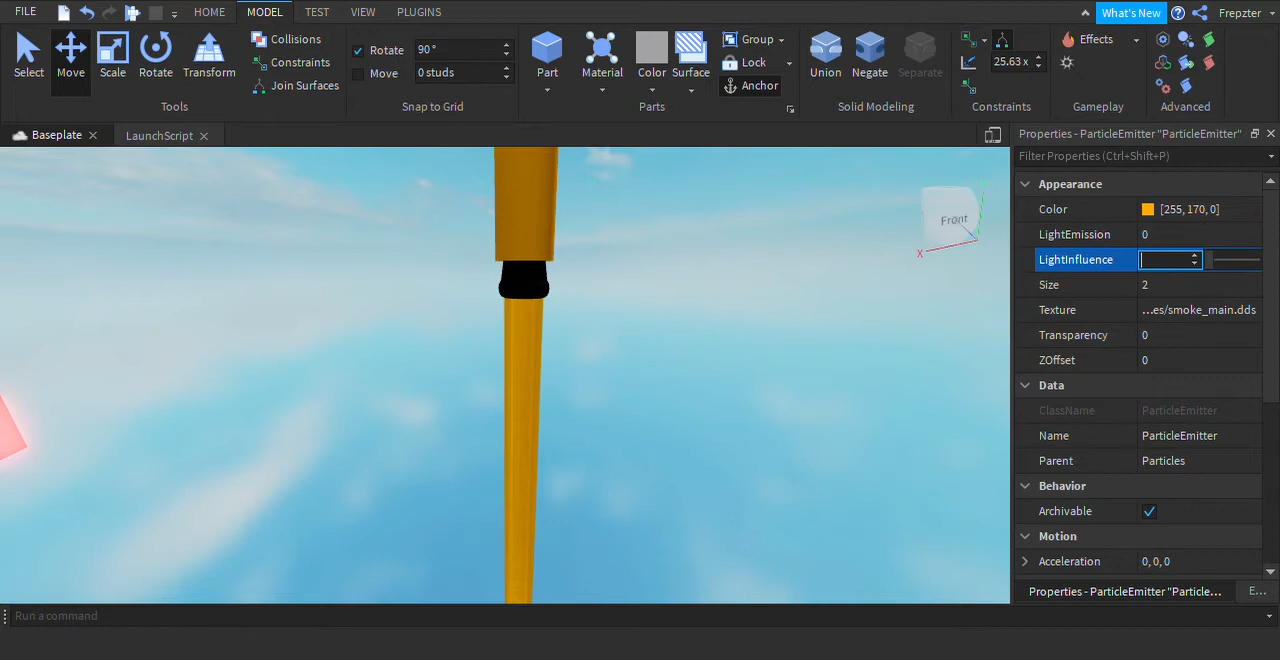 FILE HOME MODEL TEST VIEW PLUGINS What's New Frepzter
Select Move Scale Rotate Transform
Collisions
Constraints
Join Surfaces
Tools
Rotate 90 °
Move 0 studs
Snap to Grid
Part Material Color Surface
Group
Lock
Anchor
Parts
Union Negate Separate
Solid Modeling
25.63 x
Constraints
Effects
Gameplay
Advanced
Baseplate LaunchScript
Front
X
Properties - ParticleEmitter "ParticleEmitter"
Filter Properties (Ctrl+Shift+P)
Appearance
Color [255, 170, 0]
LightEmission 0
LightInfluence
Size 2
Texture ...es/smoke_main.dds
Transparency 0
ZOffset 0
Data
ClassName ParticleEmitter
Name ParticleEmitter
Parent Particles
Behavior
Archivable
Motion
Acceleration 0, 0, 0
Properties - ParticleEmitter "Particle... E...
Run a command